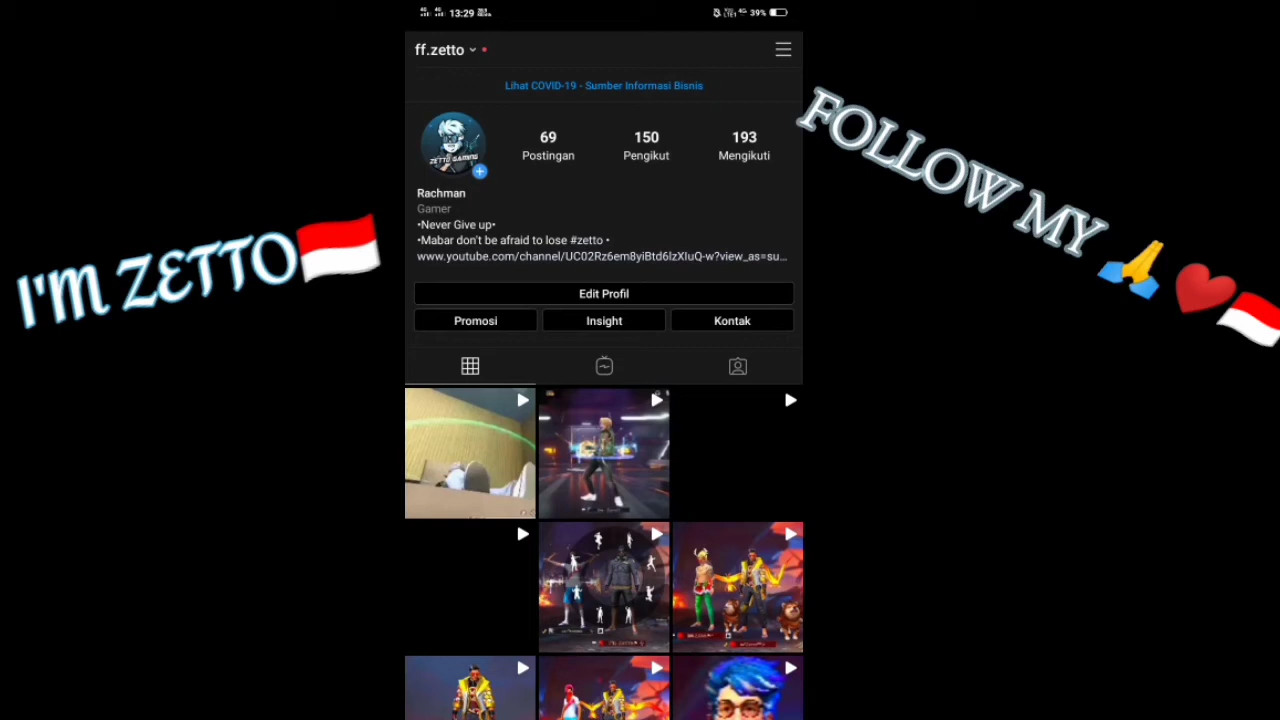 13:29
39%
ff.zetto
Lihat COVID-19 - Sumber Informasi Bisnis
69
150
193
Postingan
Pengikut
Mengikuti
ZETTO GAMING
Rachman
Gamer
•Never Give up•
•Mabar don't be afraid to lose #zetto •
www.youtube.com/channel/UC02Rz6em8yiBtd6lzXIuQ-w?view_as=su...
Edit Profil
Promosi
Insight
Kontak
I'M ZETTO
FOLLOW MY